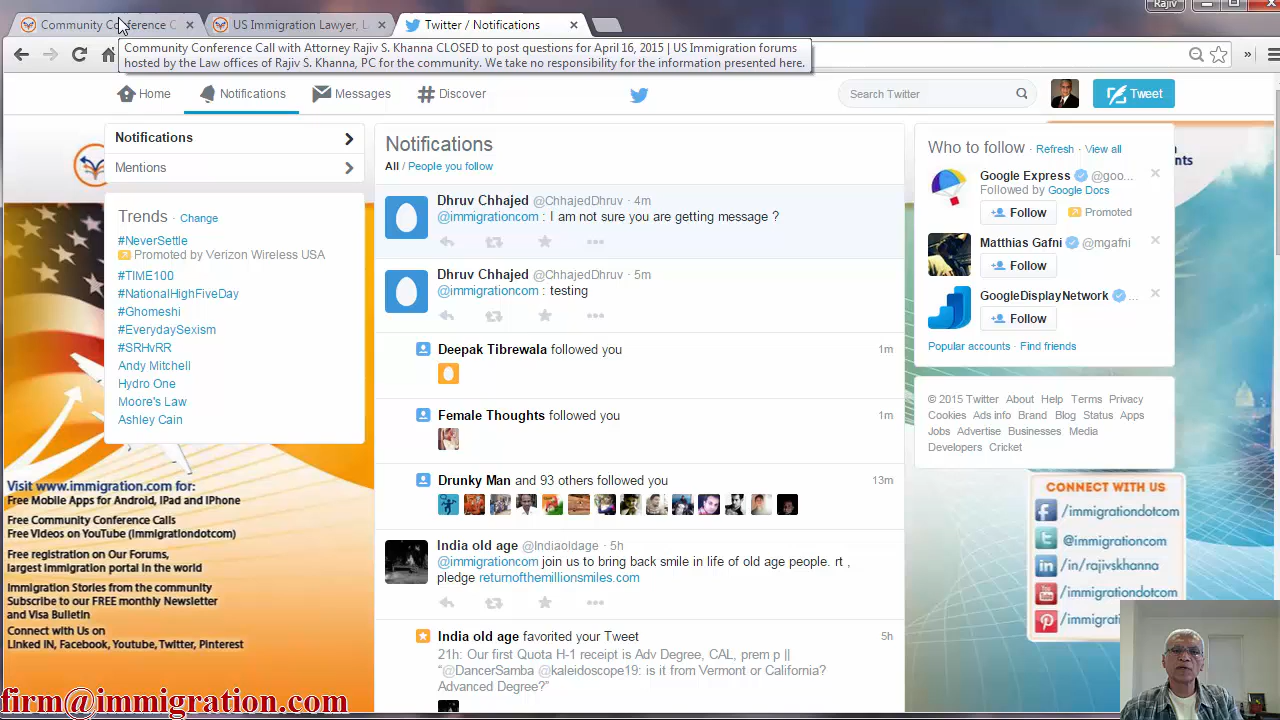 Rajiv
Community Conference C
US Immigration Lawyer, L
Twitter / Notifications
Community Conference Call with Attorney Rajiv S. Khanna CLOSED to post questions for April 16, 2015 | US Immigration forums
hosted by the Law offices of Rajiv S. Khanna, PC for the community. We take no responsibility for the information presented here.
Home
Notifications
Messages
Discover
Search Twitter
Tweet
Notifications
Mentions
Trends · Change
#NeverSettle
Promoted by Verizon Wireless USA
#TIME100
#NationalHighFiveDay
#Ghomeshi
#EverydaySexism
#SRHvRR
Andy Mitchell
Hydro One
Moore's Law
Ashley Cain
Visit www.immigration.com for:
Free Mobile Apps for Android, IPad and IPhone
Free Community Conference Calls
Free Videos on YouTube (Immigrationdotcom)
Free registration on Our Forums,
largest Immigration portal in the world
Immigration Stories from the community
Subscribe to our FREE monthly Newsletter
and Visa Bulletin
Connect with Us on
Linked IN, Facebook, Youtube, Twitter, Pinterest
firm@immigration.com
Notifications
All / People you follow
Dhruv Chhajed @ChhajedDhruv · 4m
@immigrationcom : I am not sure you are getting message ?
Dhruv Chhajed @ChhajedDhruv · 5m
@immigrationcom : testing
Deepak Tibrewala followed you 1m
Female Thoughts followed you 1m
Drunky Man and 93 others followed you 13m
India old age @Indiaoldage · 5h
@immigrationcom join us to bring back smile in life of old age people. rt ,
pledge returnofthemillionsmiles.com
India old age favorited your Tweet 5h
21h: Our first Quota H-1 receipt is Adv Degree, CAL, prem p ||
“@DancerSamba @kaleidoscope19: is it from Vermont or California?
Advanced Degree?”
Who to follow · Refresh · View all
Google Express @goo...
Followed by Google Docs
Follow
Promoted
Matthias Gafni @mgafni
Follow
GoogleDisplayNetwork ...
Follow
Popular accounts · Find friends
© 2015 Twitter About Help Terms Privacy
Cookies Ads info Brand Blog Status Apps
Jobs Advertise Businesses Media
Developers Cricket
CONNECT WITH US
/immigrationdotcom
@immigrationcom
/in/rajivskhanna
/immigrationdotcom
/immigrati